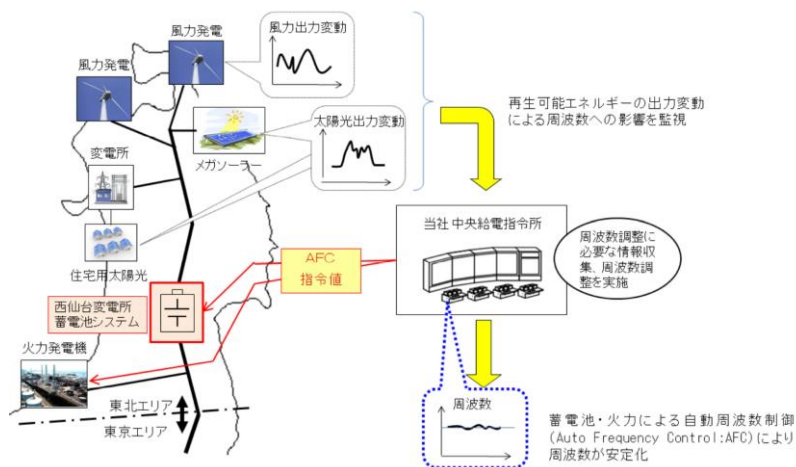 風力発電
風力出力変動
風力発電
再生可能エネルギーの出力変動
による周波数への影響を監視
太陽光出力変動
メガソーラー
変電所
住宅用太陽光
当社 中央給電指令所
周波数調整に
必要な情報収
集、周波数調
整を実施
AFC
指令値
西仙台変電所
蓄電池システム
火力発電機
東北エリア
東京エリア
周波数
蓄電池・火力による自動周波数制御
(Auto Frequency Control:AFC)により
周波数が安定化